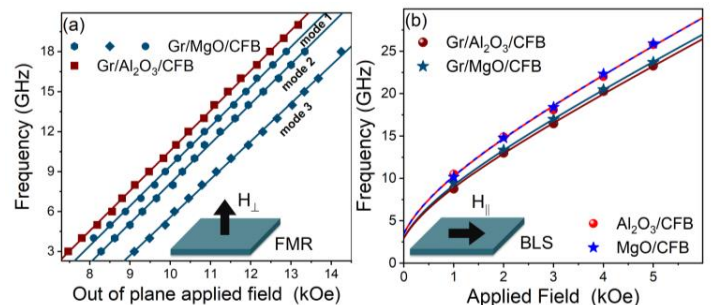 (a)
Gr/MgO/CFB
Gr/Al₂O₃/CFB
mode 1
mode 2
mode 3
18
15
12
9
6
3
Frequency (GHz)
H⊥
FMR
8 9 10 11 12 13 14
Out of plane applied field (kOe)
(b)
Gr/Al₂O₃/CFB
Gr/MgO/CFB
25
20
15
10
5
0
Frequency (GHz)
H∥
BLS
Al₂O₃/CFB
MgO/CFB
0 1 2 3 4 5
Applied Field (kOe)